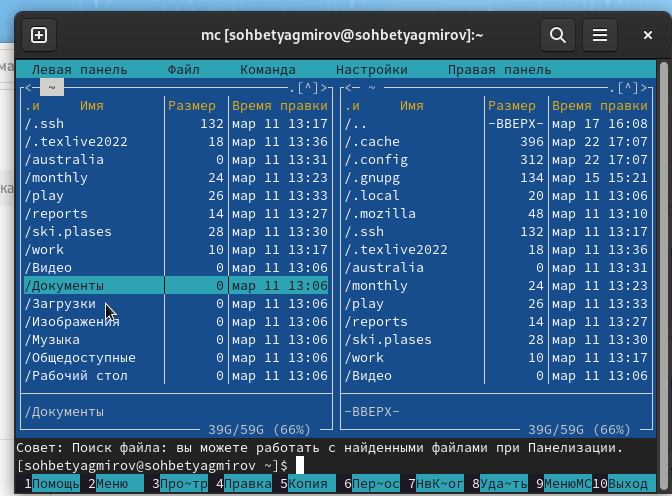 mc [sohbetyagmirov@sohbetyagmirov]:~
Левая панель Файл Команда Настройки Правая панель
<- ~ .[^]> <- ~ .[^]>
.и Имя Размер Время правки .и Имя Размер Время правки
/.ssh 132 мар 11 13:17 /.. -ВВЕРХ- мар 17 16:08
/.texlive2022 18 мар 11 13:36 /.cache 396 мар 22 17:07
/australia 0 мар 11 13:31 /.config 312 мар 22 17:07
/monthly 24 мар 11 13:23 /.gnupg 134 мар 15 15:21
/play 26 мар 11 13:33 /.local 20 мар 11 13:06
/reports 14 мар 11 13:27 /.mozilla 48 мар 11 13:10
/ski.plases 28 мар 11 13:30 /.ssh 132 мар 11 13:17
/work 10 мар 11 13:17 /.texlive2022 18 мар 11 13:36
/Видео 0 мар 11 13:06 /australia 0 мар 11 13:31
/Документы 0 мар 11 13:06 /monthly 24 мар 11 13:23
/Загрузки 0 мар 11 13:06 /play 26 мар 11 13:33
/Изображения 0 мар 11 13:06 /reports 14 мар 11 13:27
/Музыка 0 мар 11 13:06 /ski.plases 28 мар 11 13:30
/Общедоступные 0 мар 11 13:06 /work 10 мар 11 13:17
/Рабочий стол 0 мар 11 13:06 /Видео 0 мар 11 13:06
/Документы -ВВЕРХ-
39G/59G (66%) 39G/59G (66%)
Совет: Поиск файла: вы можете работать с найденными файлами при Панелизации.
[sohbetyagmirov@sohbetyagmirov ~]$
1Помощь 2Меню 3Про~тр 4Правка 5Копия 6Пер~ос 7НвК~ог 8Уда~ть 9МенюMC 10Выход